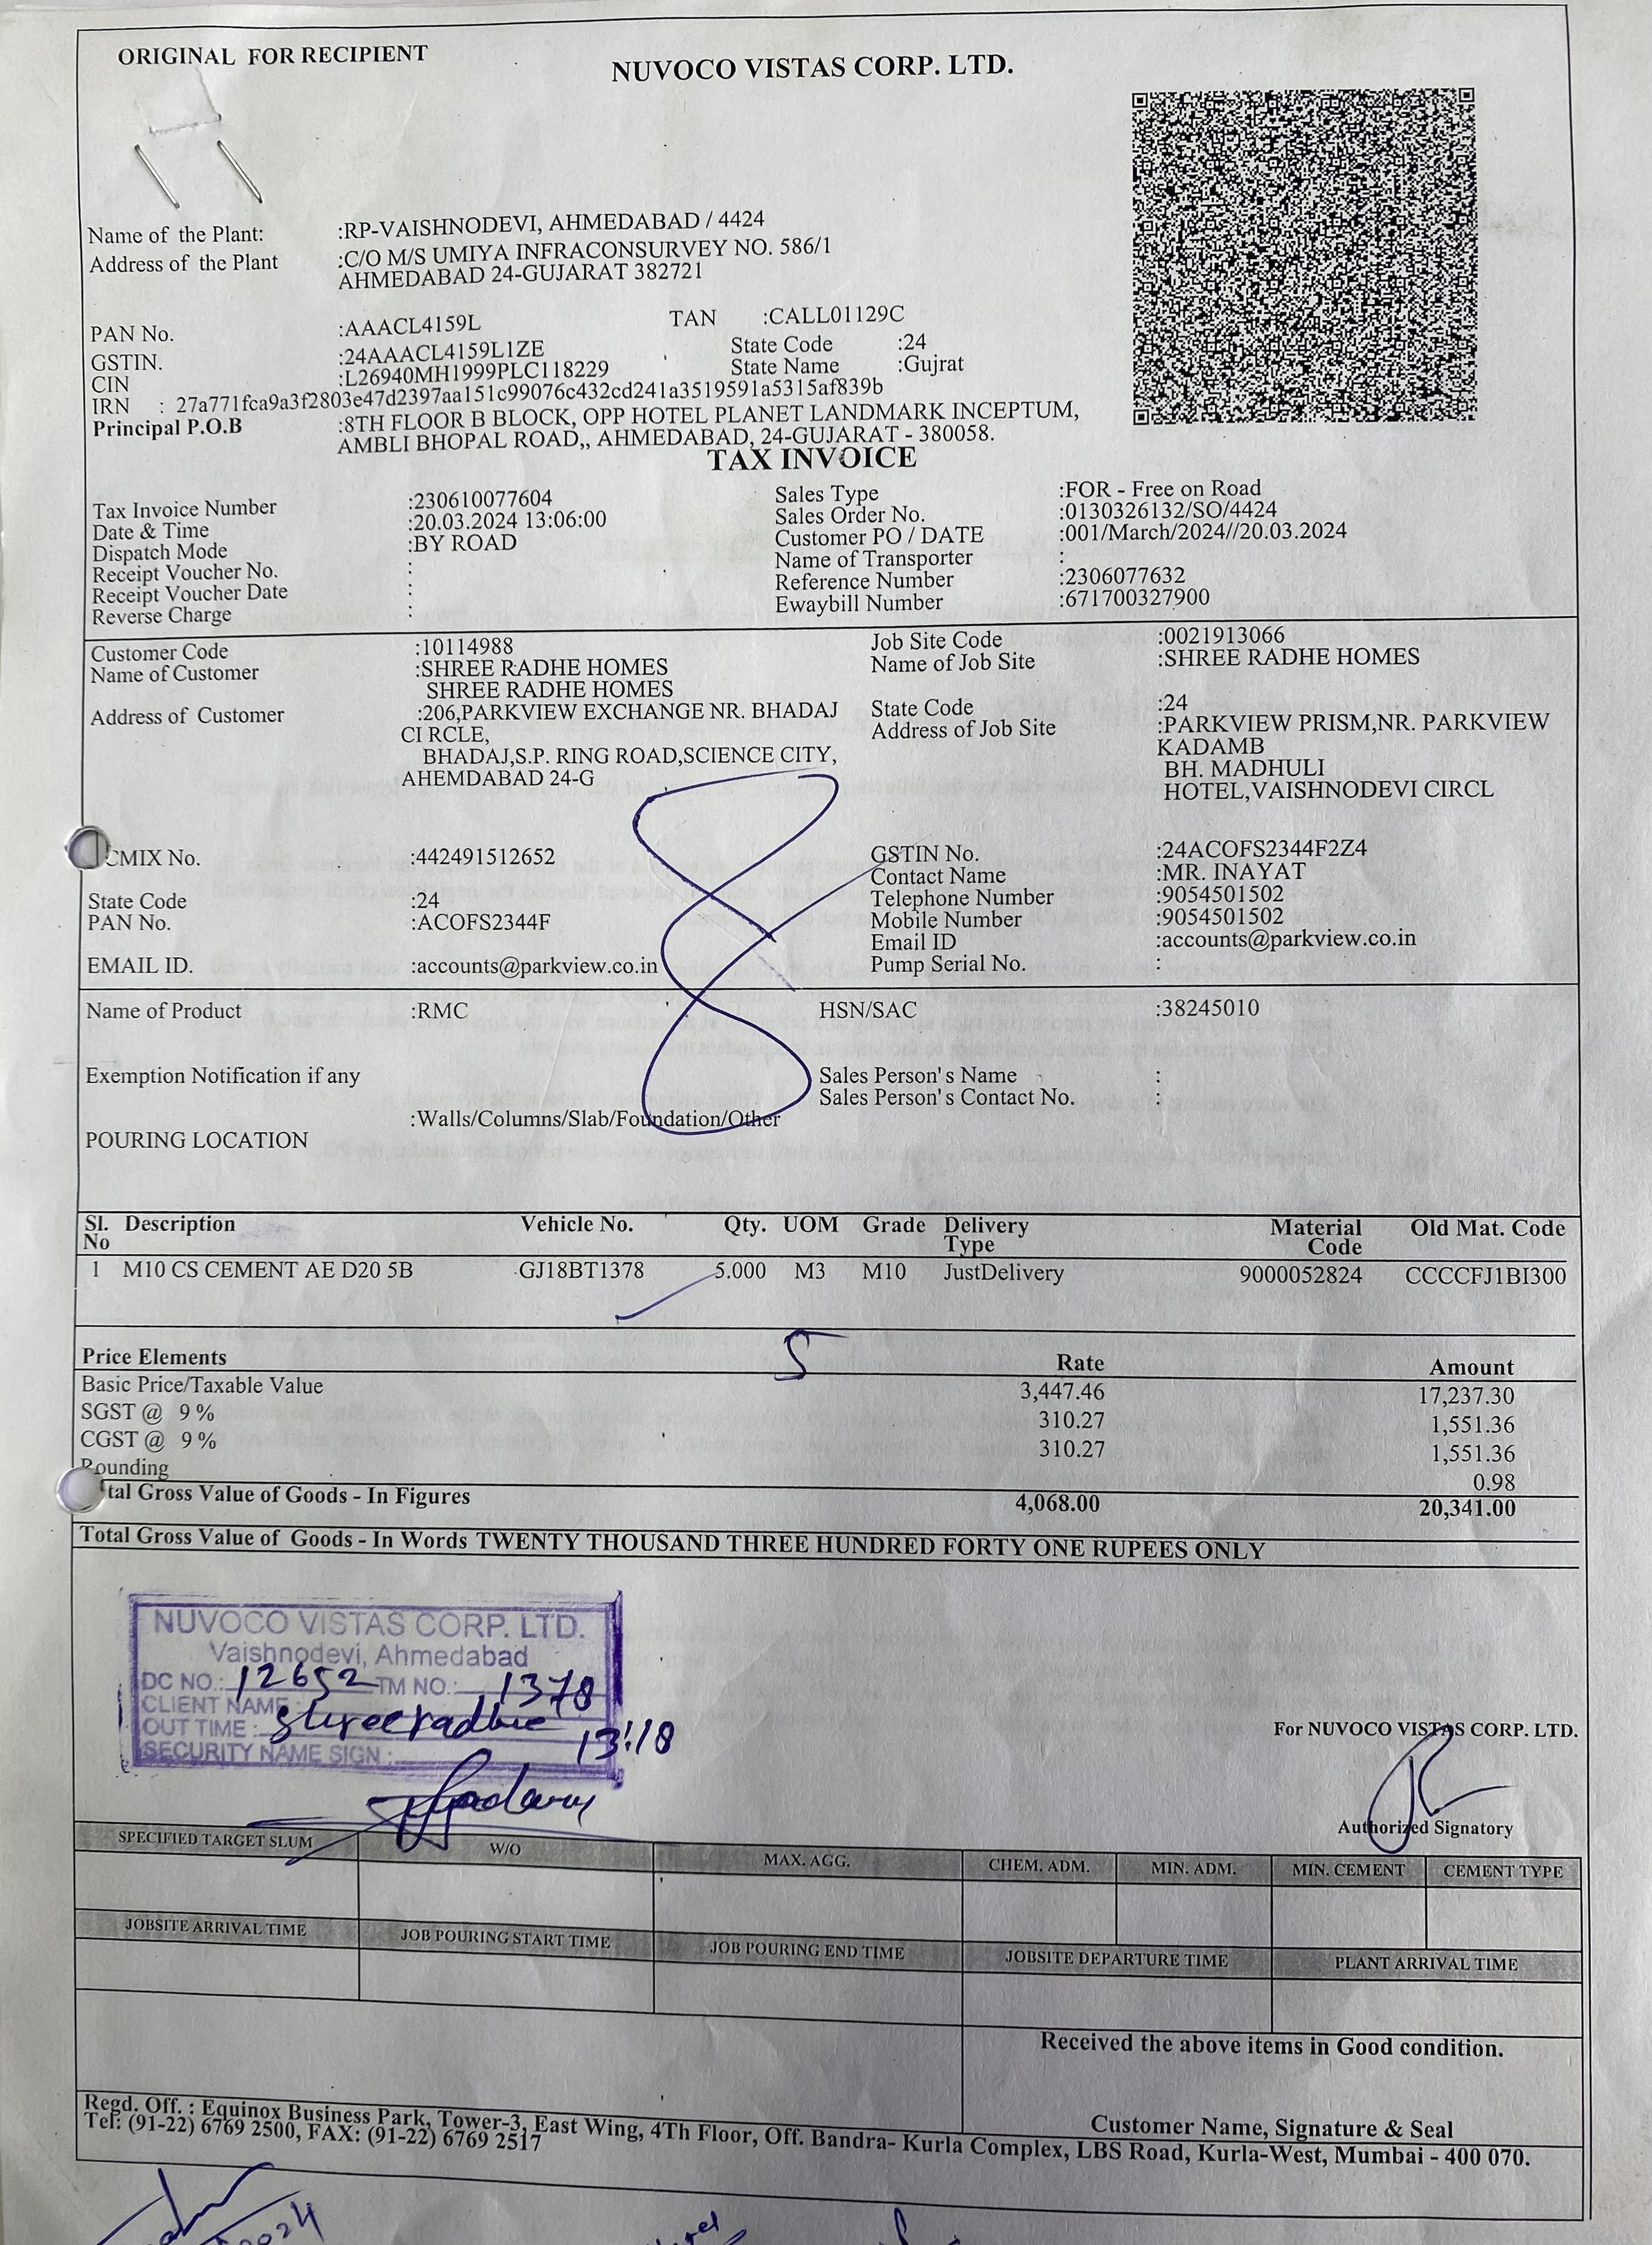 ORIGINAL FOR RECIPIENT
NUVOCO VISTAS CORP. LTD.
Name of the Plant: :RP-VAISHNODEVI, AHMEDABAD / 4424
Address of the Plant :C/O M/S UMIYA INFRACONSURVEY NO. 586/1
AHMEDABAD 24-GUJARAT 382721
PAN No. :AAACL4159L TAN :CALL01129C
GSTIN. :24AAACL4159L1ZE State Code :24
CIN :L26940MH1999PLC118229 State Name :Gujrat
IRN : 27a771fca9a3f2803e47d2397aa151c99076c432cd241a3519591a5315af839b
Principal P.O.B :8TH FLOOR B BLOCK, OPP HOTEL PLANET LANDMARK INCEPTUM,
AMBLI BHOPAL ROAD,, AHMEDABAD, 24-GUJARAT - 380058.
TAX INVOICE
Tax Invoice Number :230610077604 Sales Type :FOR - Free on Road
Date & Time :20.03.2024 13:06:00 Sales Order No. :0130326132/SO/4424
Dispatch Mode :BY ROAD Customer PO / DATE :001/March/2024//20.03.2024
Receipt Voucher No. : Name of Transporter :
Receipt Voucher Date : Reference Number :2306077632
Reverse Charge : Ewaybill Number :671700327900
Customer Code :10114988 Job Site Code :0021913066
Name of Customer :SHREE RADHE HOMES Name of Job Site :SHREE RADHE HOMES
SHREE RADHE HOMES
Address of Customer :206,PARKVIEW EXCHANGE NR. BHADAJ State Code :24
CI RCLE, Address of Job Site :PARKVIEW PRISM,NR. PARKVIEW
BHADAJ,S.P. RING ROAD,SCIENCE CITY, KADAMB
AHEMDABAD 24-G BH. MADHULI
HOTEL,VAISHNODEVI CIRCL
CMIX No. :442491512652 GSTIN No. :24ACOFS2344F2Z4
Contact Name :MR. INAYAT
State Code :24 Telephone Number :9054501502
PAN No. :ACOFS2344F Mobile Number :9054501502
Email ID :accounts@parkview.co.in
EMAIL ID. :accounts@parkview.co.in Pump Serial No. :
Name of Product :RMC HSN/SAC :38245010
Exemption Notification if any Sales Person's Name :
Sales Person's Contact No. :
:Walls/Columns/Slab/Foundation/Other
POURING LOCATION
Sl. No Description Vehicle No. Qty. UOM Grade Delivery Type Material Code Old Mat. Code
1 M10 CS CEMENT AE D20 5B GJ18BT1378 5.000 M3 M10 JustDelivery 9000052824 CCCCFJ1BI300
5
Price Elements Rate Amount
Basic Price/Taxable Value 3,447.46 17,237.30
SGST @ 9 % 310.27 1,551.36
CGST @ 9 % 310.27 1,551.36
Rounding 0.98
tal Gross Value of Goods - In Figures 4,068.00 20,341.00
Total Gross Value of Goods - In Words TWENTY THOUSAND THREE HUNDRED FORTY ONE RUPEES ONLY
NUVOCO VISTAS CORP. LTD.
Vaishnodevi, Ahmedabad
DC NO.: 12652 TM NO.: 1378
CLIENT NAME: Shreeradhe
OUT TIME : 13:18
SECURITY NAME SIGN :
For NUVOCO VISTAS CORP. LTD.
Authorized Signatory
SPECIFIED TARGET SLUM W/O MAX. AGG. CHEM. ADM. MIN. ADM. MIN. CEMENT CEMENT TYPE
JOBSITE ARRIVAL TIME JOB POURING START TIME JOB POURING END TIME JOBSITE DEPARTURE TIME PLANT ARRIVAL TIME
Received the above items in Good condition.
Customer Name, Signature & Seal
Regd. Off. : Equinox Business Park, Tower-3, East Wing, 4Th Floor, Off. Bandra- Kurla Complex, LBS Road, Kurla-West, Mumbai - 400 070.
Tel: (91-22) 6769 2500, FAX: (91-22) 6769 2517